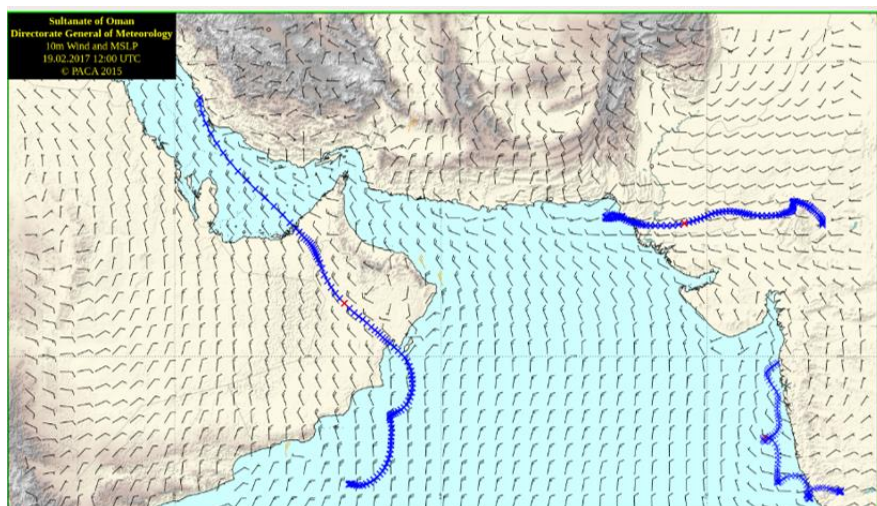 Sultanate of Oman
Directorate General of Meteorology
10m Wind and MSLP
19.02.2017 12:00 UTC
© PACA 2015